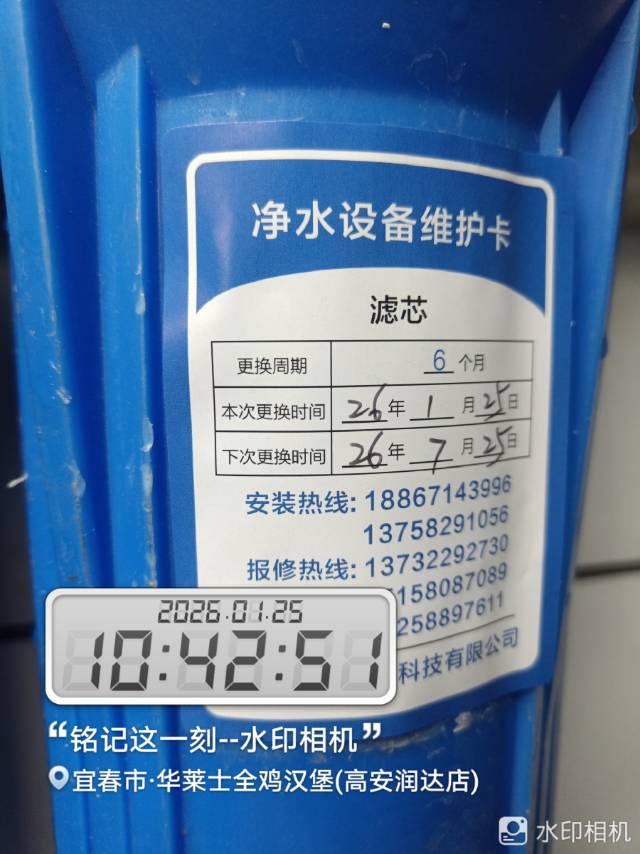 净水设备维护卡
滤芯
更换周期 6 个月
本次更换时间 26 年 1 月 25 日
下次更换时间 26 年 7 月 25 日
安装热线: 18867143996
13758291056
报修热线: 13732292730
158087089
258897611
科技有限公司
2026.01.25
10:42:51
“铭记这一刻--水印相机”
宜春市·华莱士全鸡汉堡(高安润达店)
水印相机